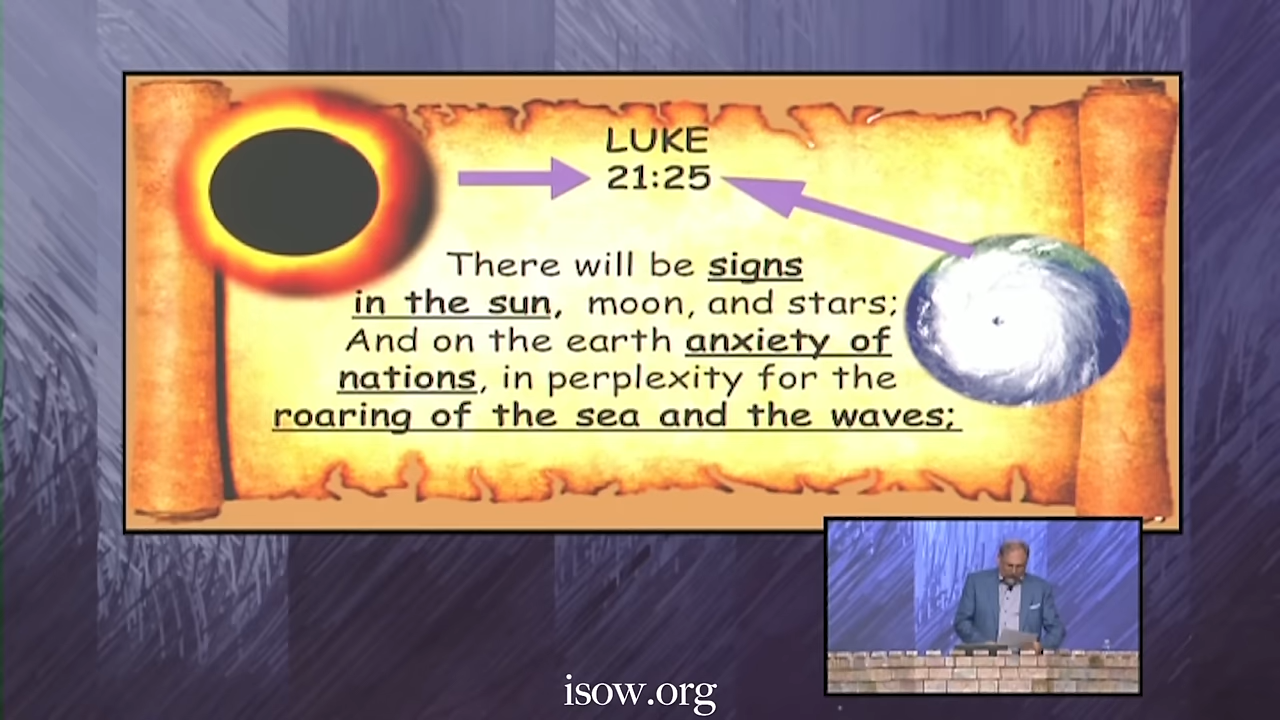 LUKE
21:25
There will be signs
in the sun, moon, and stars;
And on the earth anxiety of
nations, in perplexity for the
roaring of the sea and the waves;
isow.org